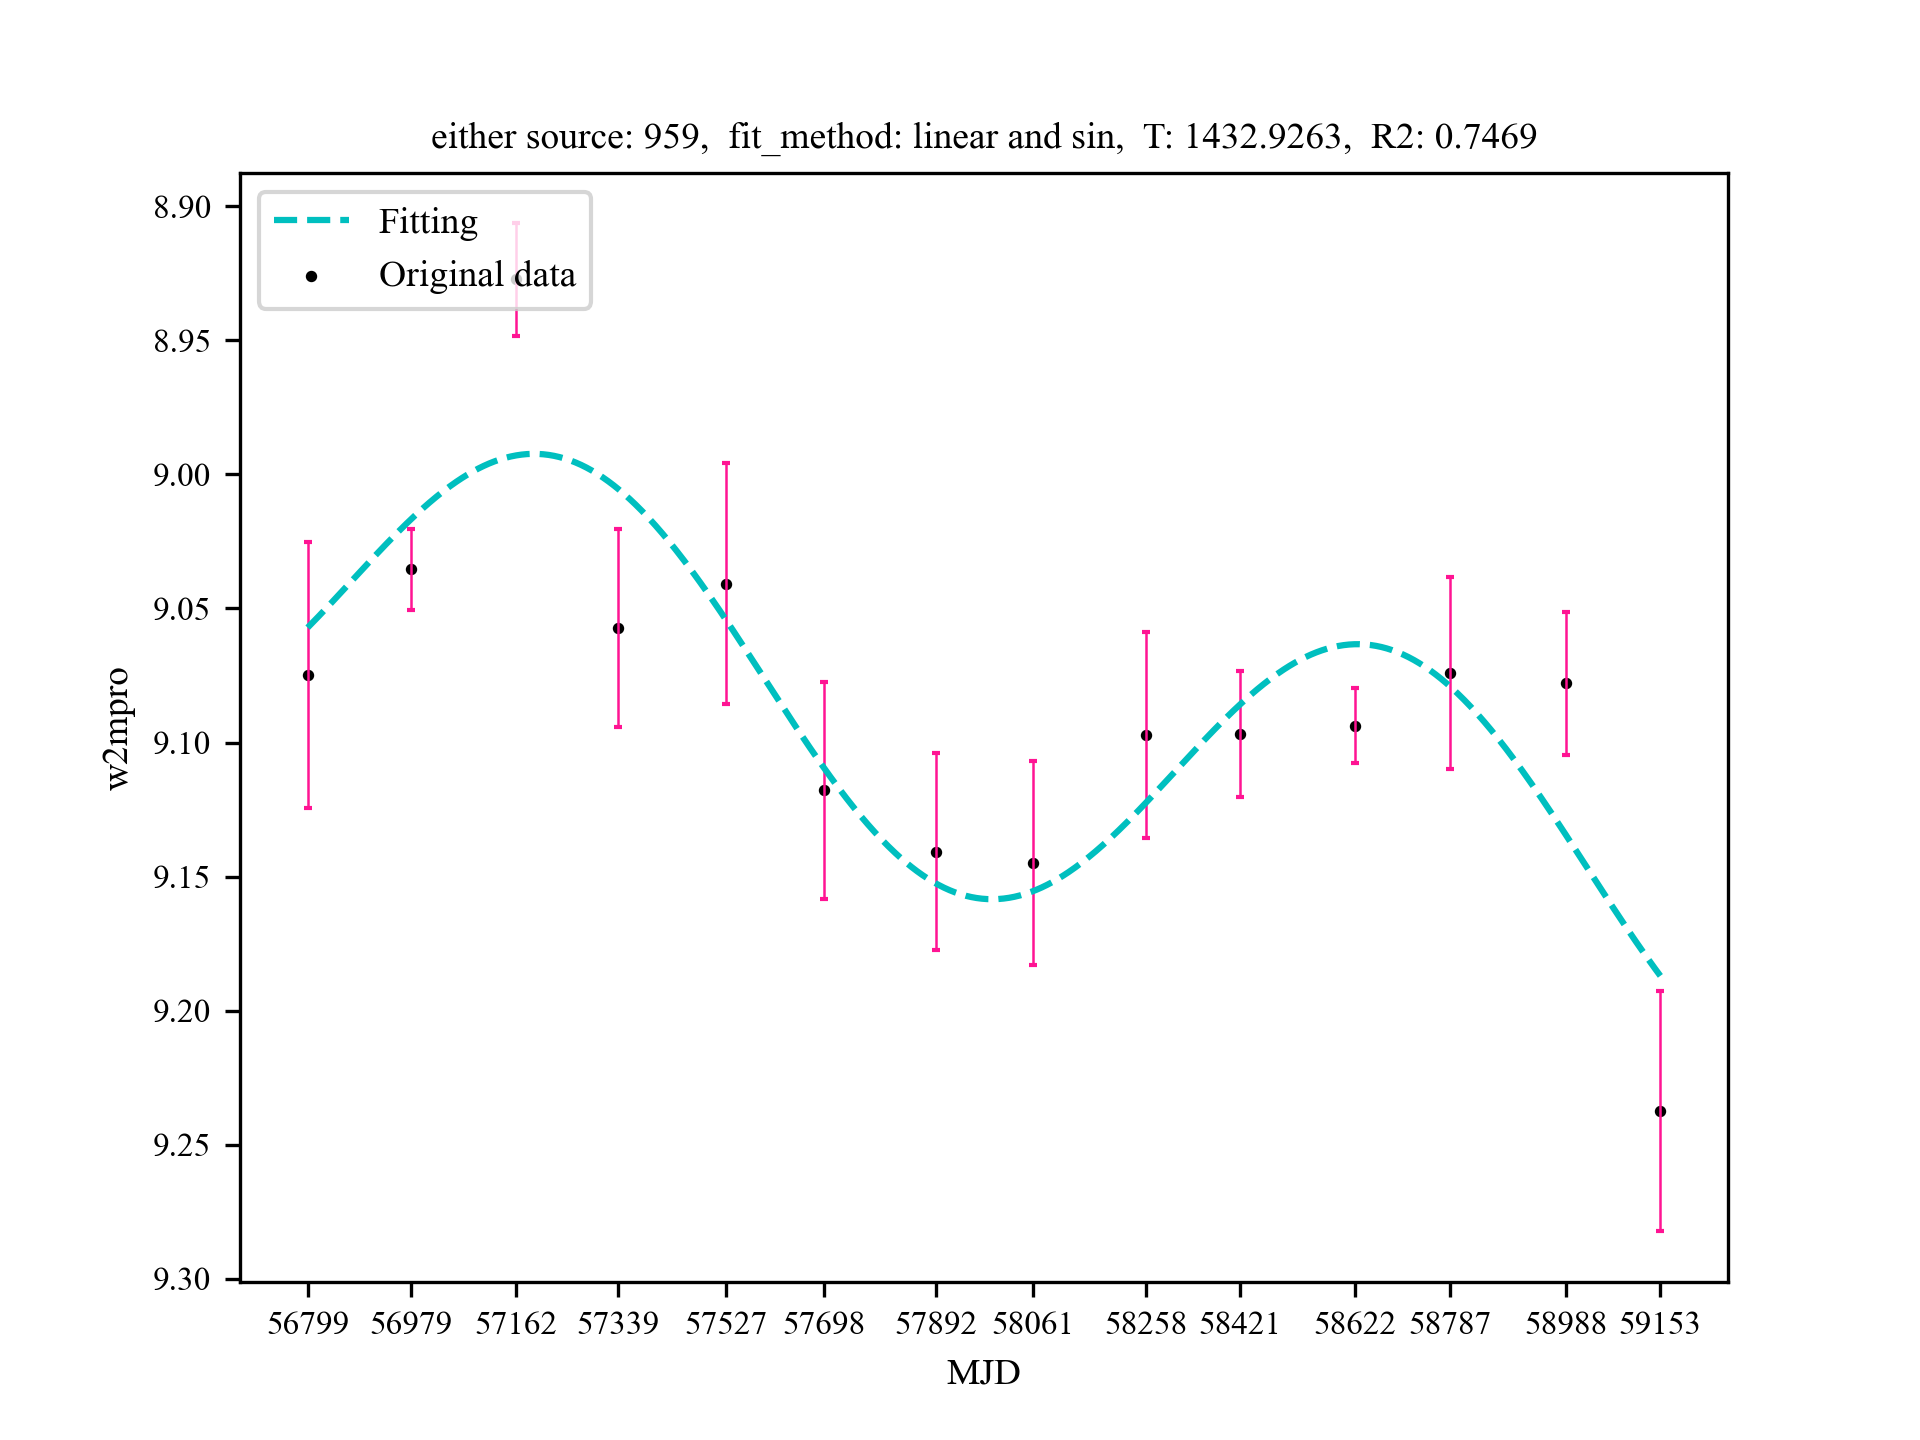 either source: 959,  fit_method: linear and sin,  T: 1432.9263,  R2: 0.7469
Fitting
Original data
8.90
8.95
9.00
9.05
9.10
9.15
9.20
9.25
9.30
w2mpro
56799 56979 57162 57339 57527 57698 57892 58061 58258 58421 58622 58787 58988 59153
MJD